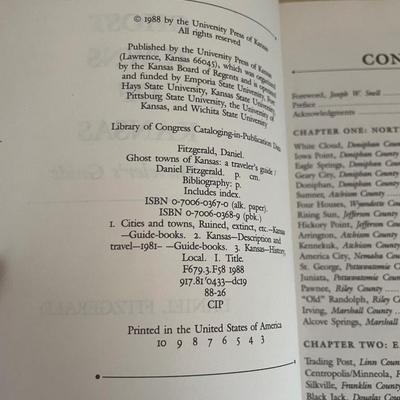 © 1988 by the University Press of Kansas
All rights reserved
Published by the University Press of Kansas
(Lawrence, Kansas 66045), which was organized
by the Kansas Board of Regents and is operated
and funded by Emporia State University, Fort
Hays State University, Kansas State University,
Pittsburg State University, the University of
Kansas, and Wichita State University
Library of Congress Cataloging-in-Publication Data
Fitzgerald, Daniel.
Ghost towns of Kansas: a traveler's guide /
Daniel Fitzgerald. p. cm.
Bibliography: p.
Includes index.
ISBN 0-7006-0367-0 (alk. paper).
ISBN 0-7006-0368-9 (pbk.)
1. Cities and towns, Ruined, extinct, etc.—Kansas
—Guide-books. 2. Kansas—Description and
travel—1981– —Guide-books. 3. Kansas—History,
Local. I. Title.
F679.3.F58 1988
917.81'0433—dc19
88-26
CIP
Printed in the United States of America
10 9 8 7 6 5 4 3
CON
Foreword, Joseph W. Snell
Preface
Acknowledgments
CHAPTER ONE: NORT
White Cloud, Doniphan Coun
Iowa Point, Doniphan County
Eagle Springs, Doniphan Co
Geary City, Doniphan Count
Doniphan, Doniphan County
Sumner, Atchison County
Four Houses, Wyandotte Coun
Rising Sun, Jefferson County
Hickory Point, Jefferson Coun
Arrington, Atchison County
Kennekuk, Atchison County
America City, Nemaha Coun
St. George, Pottawatomie Co
Juniata, Pottawatomie County
Pawnee, Riley County
"Old" Randolph, Riley C
Irving, Marshall County
Alcove Springs, Marshall C
CHAPTER TWO: EA
Trading Post, Linn County
Centropolis/Minneola, Fra
Silkville, Franklin County
Black Jack, Douglas Coun